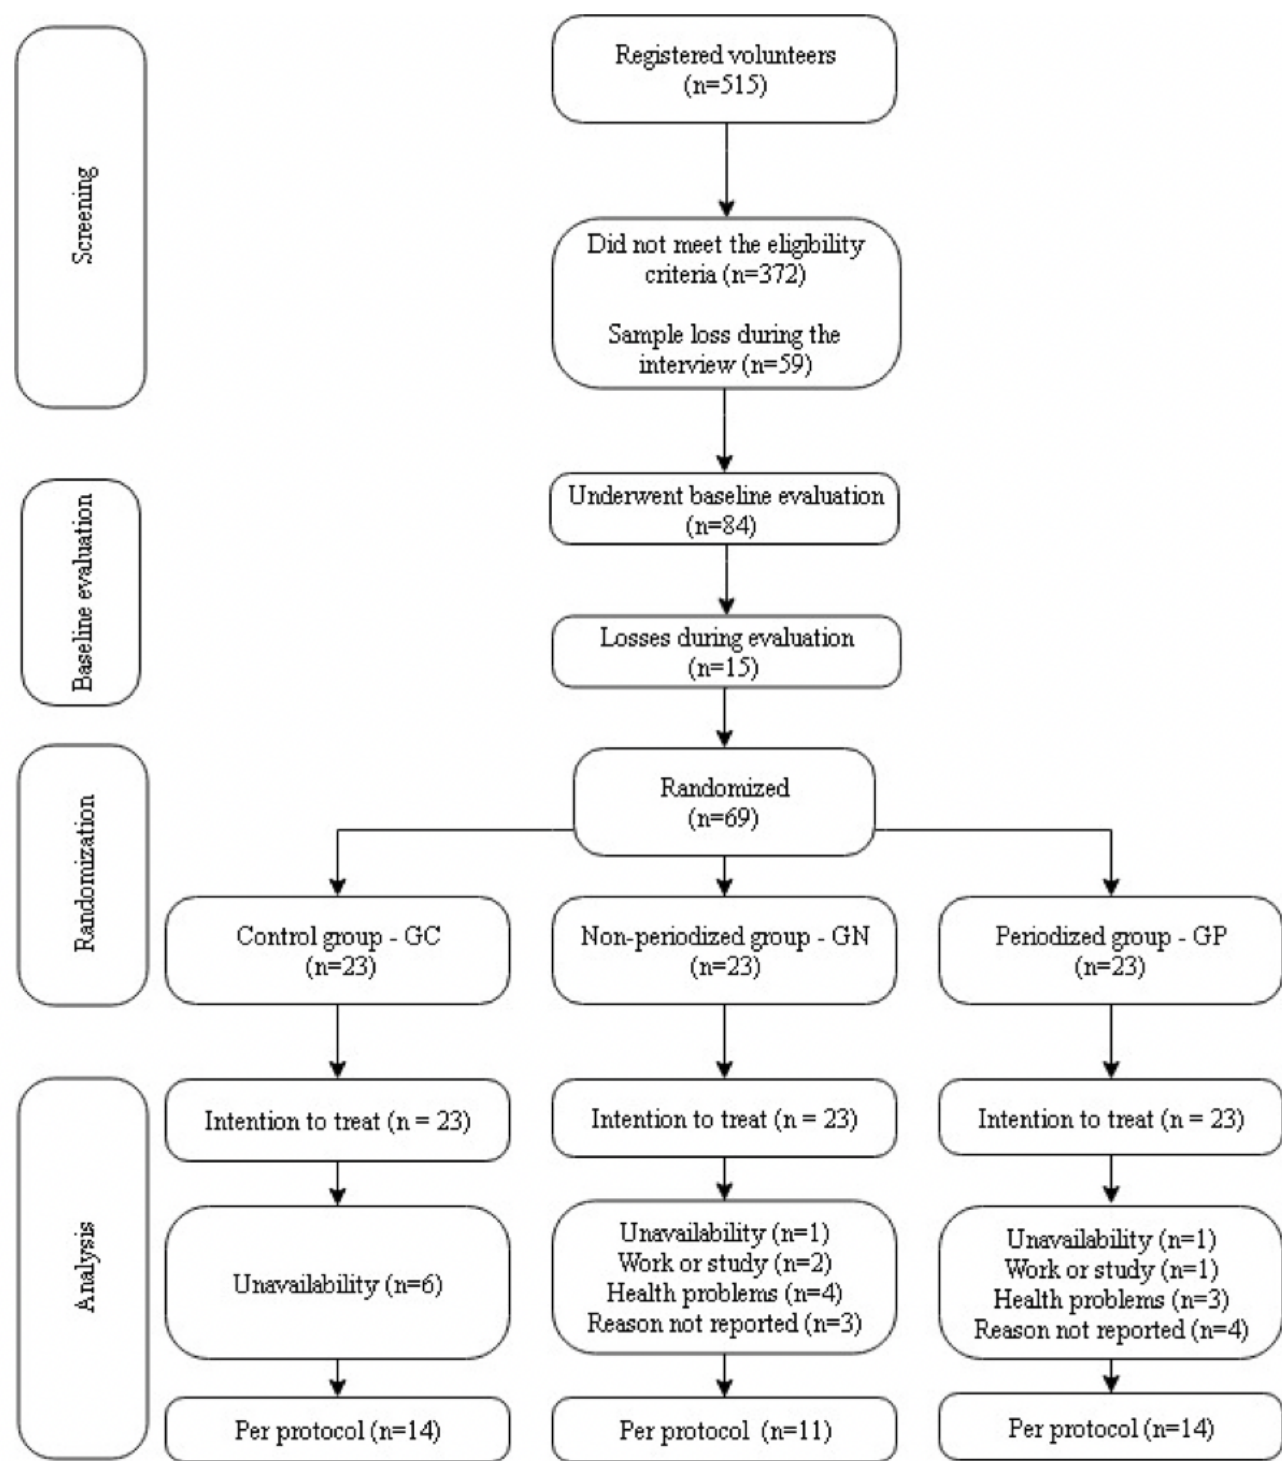 Screening
Registered volunteers
(n=515)
Did not meet the eligibility
criteria (n=372)
Sample loss during the
interview (n=59)
Baseline evaluation
Underwent baseline evaluation
(n=84)
Losses during evaluation
(n=15)
Randomization
Randomized
(n=69)
Control group - GC
(n=23)
Non-periodized group - GN
(n=23)
Periodized group - GP
(n=23)
Analysis
Intention to treat (n = 23)
Intention to treat (n = 23)
Intention to treat (n = 23)
Unavailability (n=6)
Unavailability (n=1)
Work or study (n=2)
Health problems (n=4)
Reason not reported (n=3)
Unavailability (n=1)
Work or study (n=1)
Health problems (n=3)
Reason not reported (n=4)
Per protocol (n=14)
Per protocol (n=11)
Per protocol (n=14)